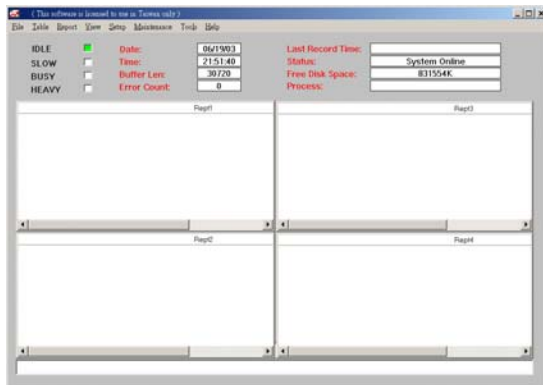 ( This software is licensed to use in Taiwan only )
File Table Report View Setup Maintenance Tools Help
IDLE Date: 06/19/03 Last Record Time:
SLOW Time: 21:51:40 Status: System Online
BUSY Buffer Len: 30720 Free Disk Space: 831554K
HEAVY Error Count: 0 Process:
Rept1 Rept3
Rept2 Rept4